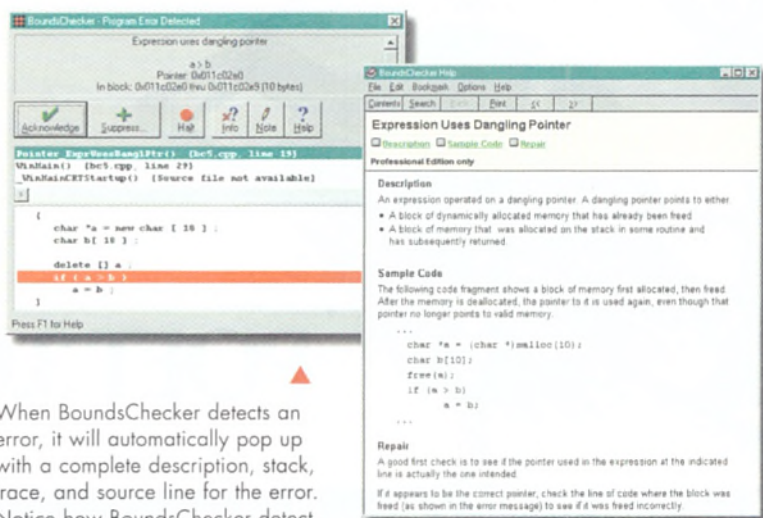 BoundsChecker - Program Error Detected
Expression uses dangling pointer
a > b
Pointer: 0x011c02e0
In block: 0x011c02e0 thru 0x011c02e9 (10 bytes)
Acknowledge
Suppress...
Halt
Info
Note
Help
Pointer_ExprUsesDanglPtr() [bc5.cpp, line 19]
WinMain() [bc5.cpp, line 29]
_WinMainCRTStartup() [Source file not available]
{
char *a = new char [ 10 ] ;
char b[ 10 ] ;
delete [] a ;
if ( a > b )
a = b ;
}
Press F1 for Help
When BoundsChecker detects an
error, it will automatically pop up
with a complete description, stack,
trace, and source line for the error.
Notice how BoundsChecker detect
BoundsChecker Help
File Edit Bookmark Options Help
Contents Search Back Print << >>
Expression Uses Dangling Pointer
Description Sample Code Repair
Professional Edition only
Description
An expression operated on a dangling pointer. A dangling pointer points to either
• A block of dynamically allocated memory that has already been freed
• A block of memory that was allocated on the stack in some routine and
has subsequently returned.
Sample Code
The following code fragment shows a block of memory first allocated, then freed.
After the memory is deallocated, the pointer to it is used again, even though that
pointer no longer points to valid memory.
...
char *a = (char *)malloc(10);
char b[10];
free(a);
if (a > b)
a = b;
...
Repair
A good first check is to see if the pointer used in the expression at the indicated
line is actually the one intended.
If it appears to be the correct pointer, check the line of code where the block was
freed (as shown in the error message) to see if it was freed incorrectly.